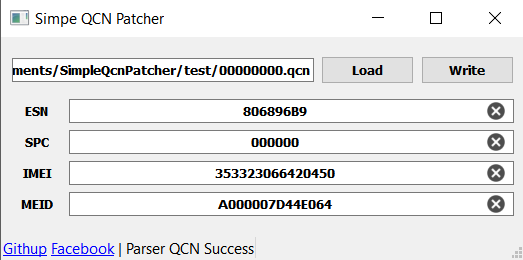 Simpe QCN Patcher
ments/SimpleQcnPatcher/test/00000000.qcn Load Write
ESN 806896B9
SPC 000000
IMEI 353323066420450
MEID A000007D44E064
Githup Facebook | Parser QCN Success